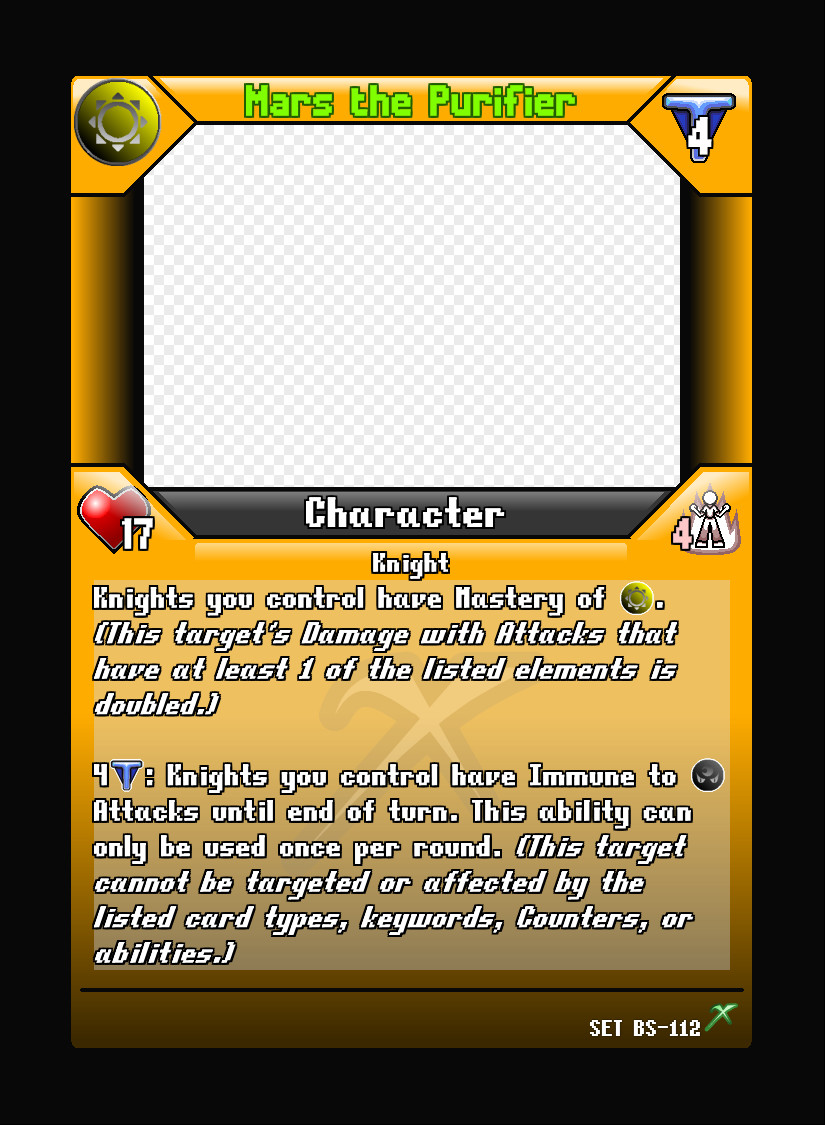 Mars the Purifier
4
17
Character
4
Knight
Knights you control have Mastery of .
(This target's Damage with Attacks that
have at least 1 of the listed elements is
doubled.)
4 : Knights you control have Immune to
Attacks until end of turn. This ability can
only be used once per round. (This target
cannot be targeted or affected by the
listed card types, keywords, Counters, or
abilities.)
SET BS-112